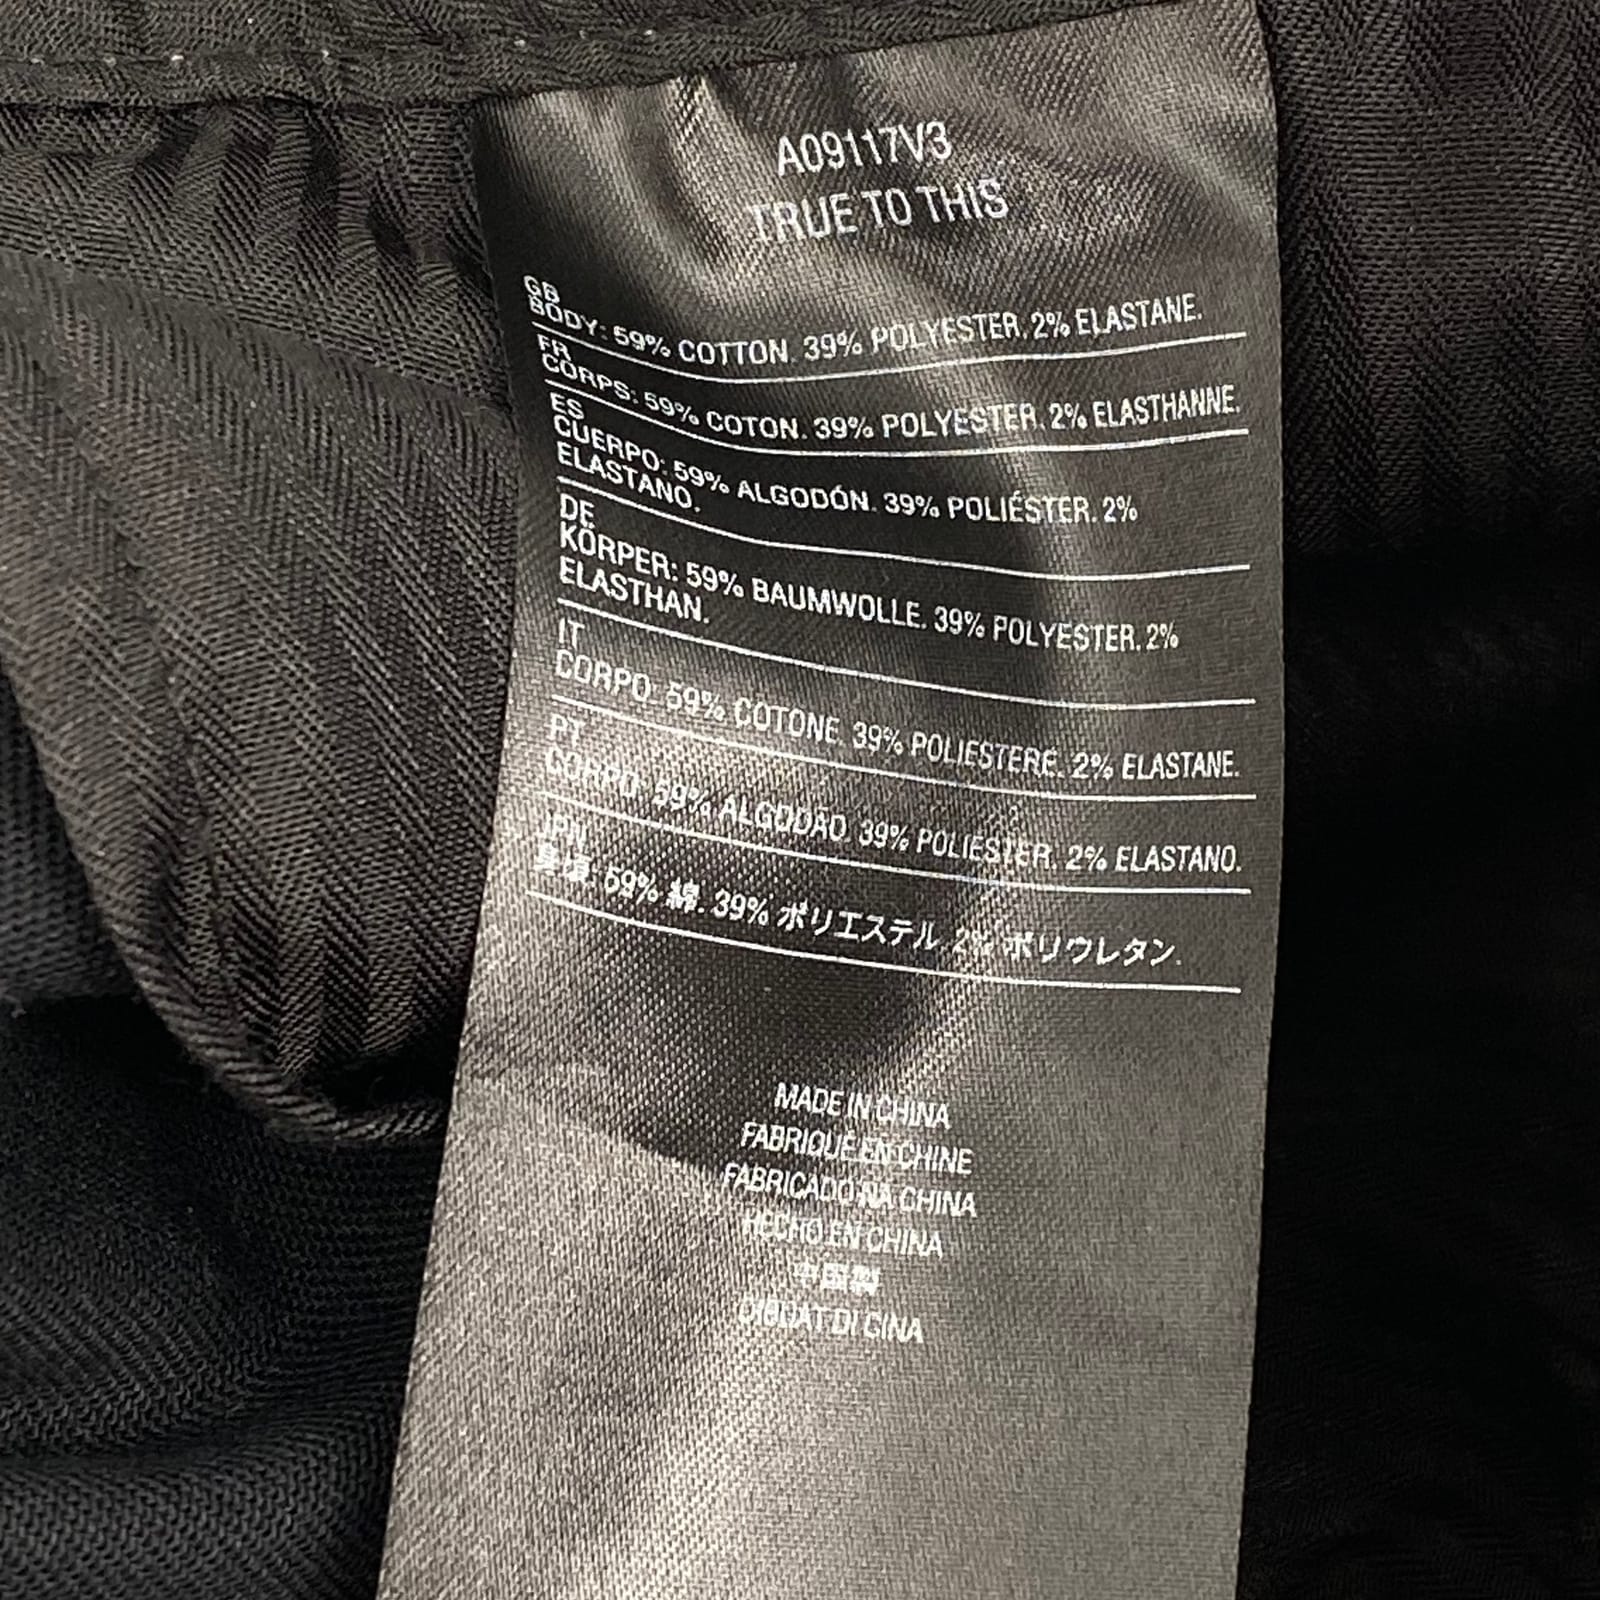 A09117V3
TRUE TO THIS
GB
BODY: 59% COTTON. 39% POLYESTER. 2% ELASTANE.
FR
CORPS: 59% COTON. 39% POLYESTER. 2% ELASTHANNE.
ES
CUERPO: 59% ALGODÓN. 39% POLIÉSTER. 2%
ELASTANO.
DE
KÖRPER: 59% BAUMWOLLE. 39% POLYESTER. 2%
ELASTHAN.
IT
CORPO: 59% COTONE. 39% POLIESTERE. 2% ELASTANE.
PT
CORPO: 59% ALGODAO. 39% POLIESTER. 2% ELASTANO.
JPN
身頃: 59% 綿. 39% ポリエステル. 2% ポリウレタン.
MADE IN CHINA
FABRIQUÉ EN CHINE
FABRICADO NA CHINA
HECHO EN CHINA
中国製
DIBUAT DI CINA